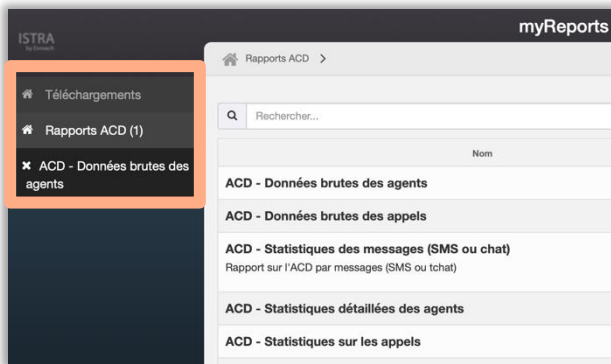 myReports
ISTRA
by Enreach
Rapports ACD >
Téléchargements
Rapports ACD (1)
ACD - Données brutes des
agents
Rechercher...
Nom
ACD - Données brutes des agents
ACD - Données brutes des appels
ACD - Statistiques des messages (SMS ou chat)
Rapport sur l'ACD par messages (SMS ou tchat)
ACD - Statistiques détaillées des agents
ACD - Statistiques sur les appels